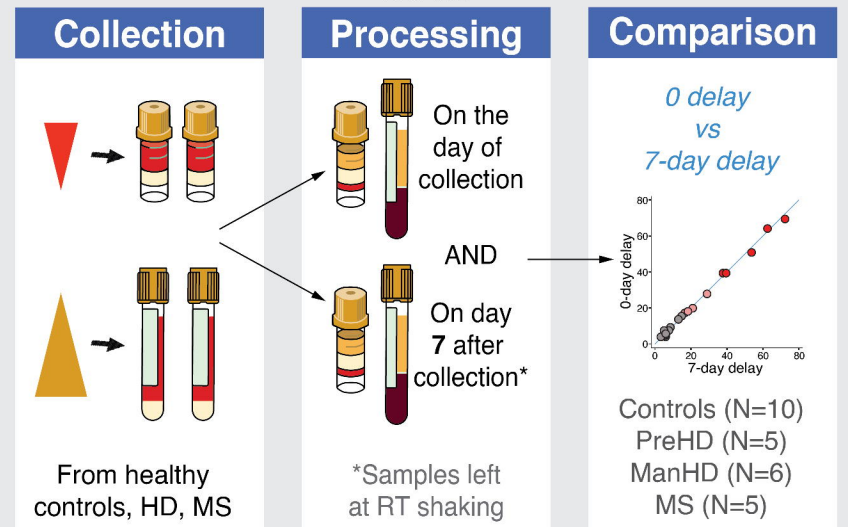 Collection
From healthy
controls, HD, MS
Processing
On the
day of
collection
AND
On day
7 after
collection*
*Samples left
at RT shaking
Comparison
0 delay
vs
7-day delay
80
60
40
20
0
0-day delay
0 20 40 60 80
7-day delay
Controls (N=10)
PreHD (N=5)
ManHD (N=6)
MS (N=5)